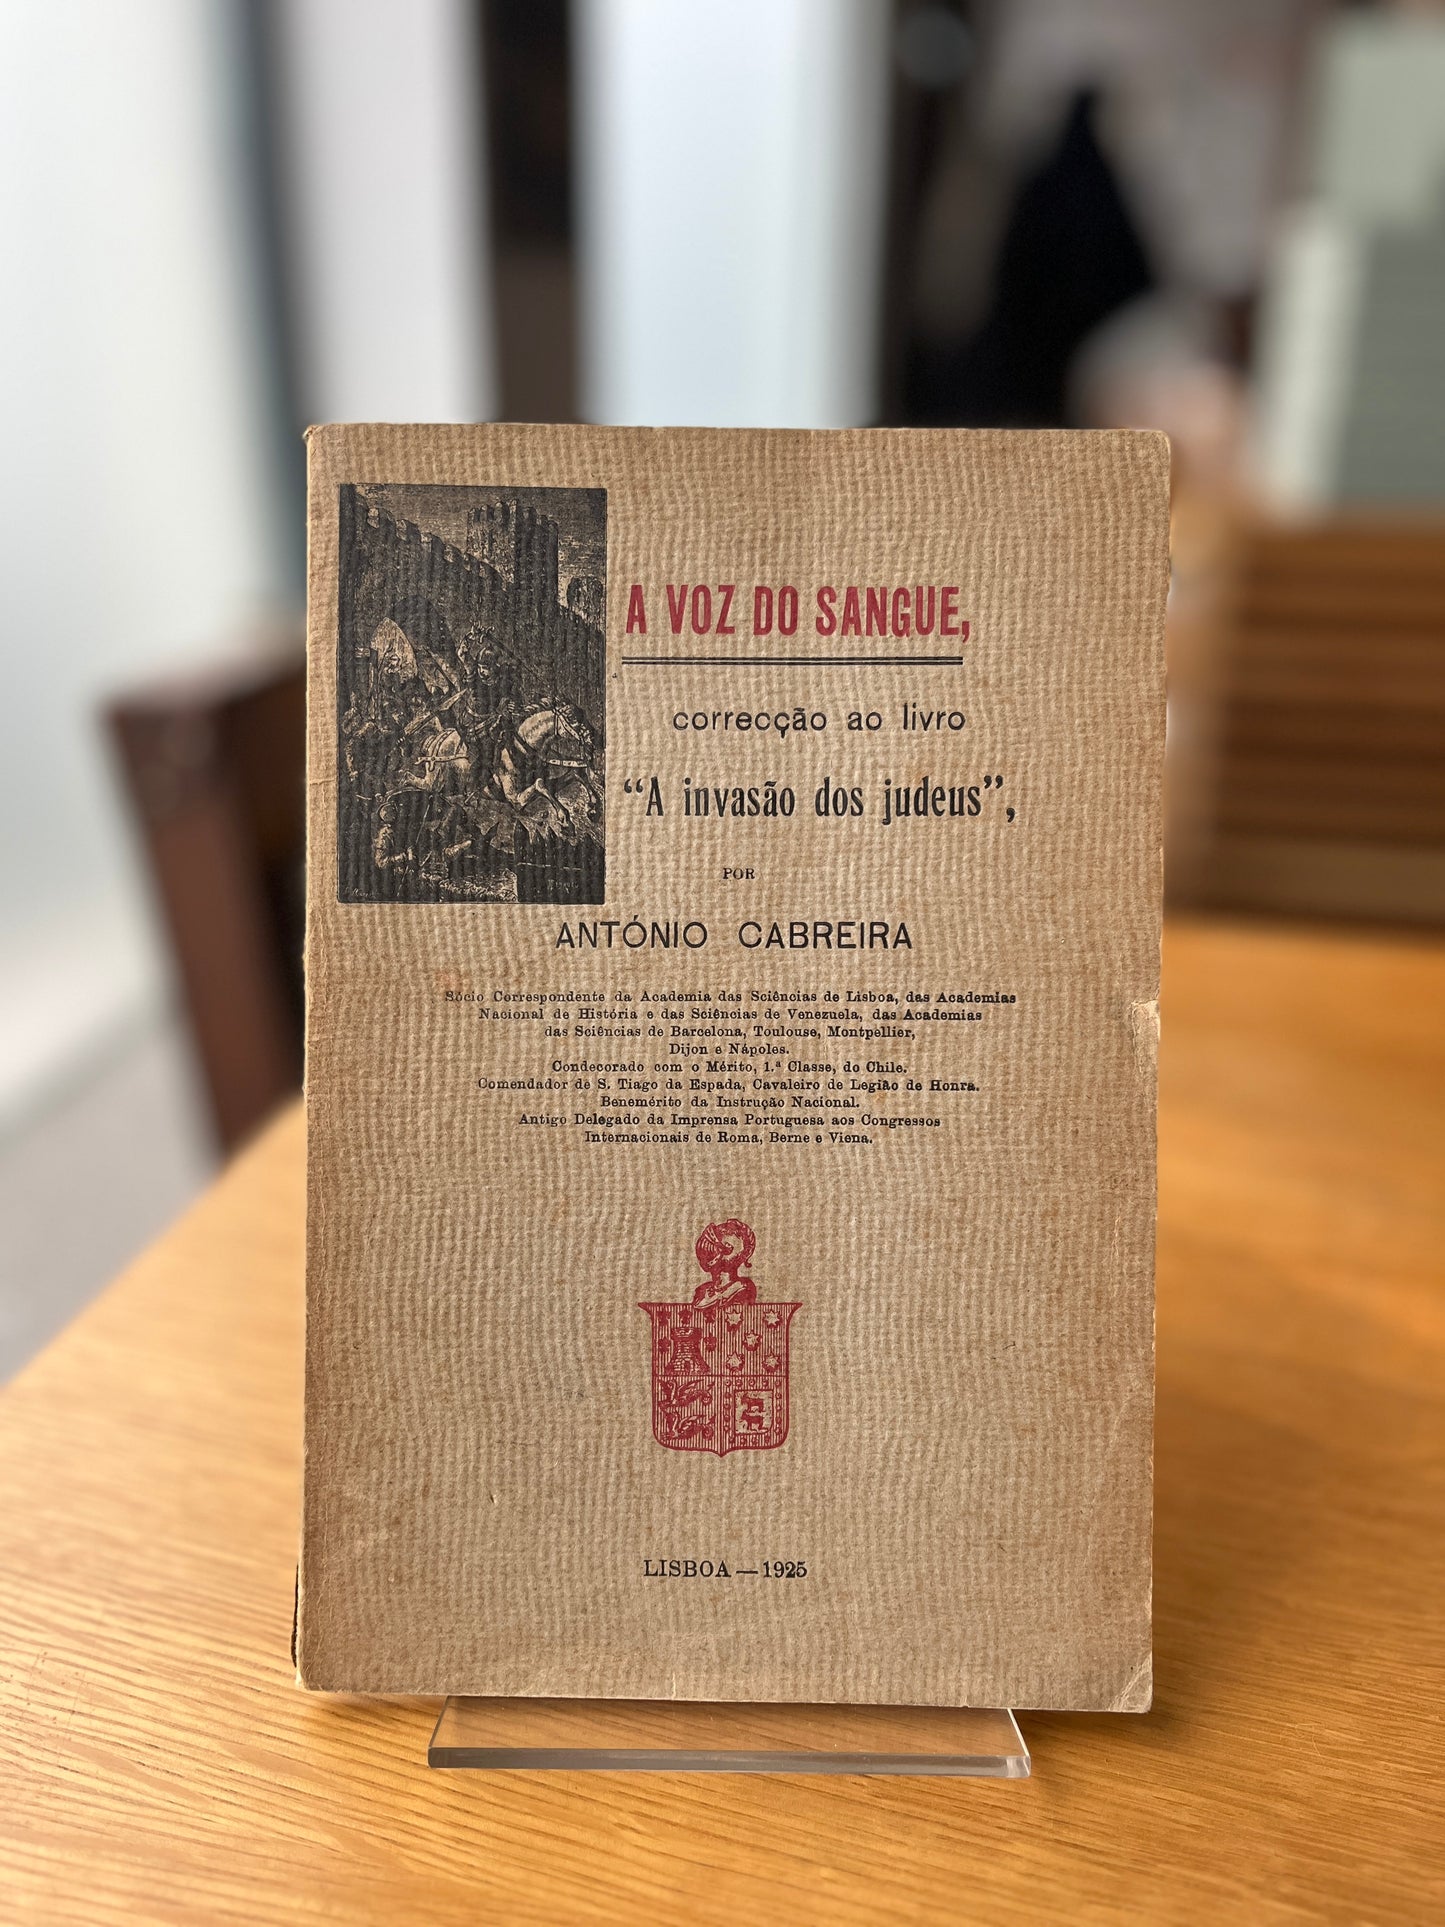 A VOZ DO SANGUE,
correcção ao livro
“A invasão dos judeus”,
POR
ANTÓNIO CABREIRA
Sócio Correspondente da Academia das Sciências de Lisboa, das Academias
Nacional de História e das Sciências de Venezuela, das Academias
das Sciências de Barcelona, Toulouse, Montpellier,
Dijon e Nápoles.
Condecorado com o Mérito, 1.ª Classe, do Chile.
Comendador de S. Tiago da Espada, Cavaleiro de Legião de Honra.
Benemérito da Instrução Nacional.
Antigo Delegado da Imprensa Portuguesa aos Congressos
Internacionais de Roma, Berne e Viena.
LISBOA — 1925